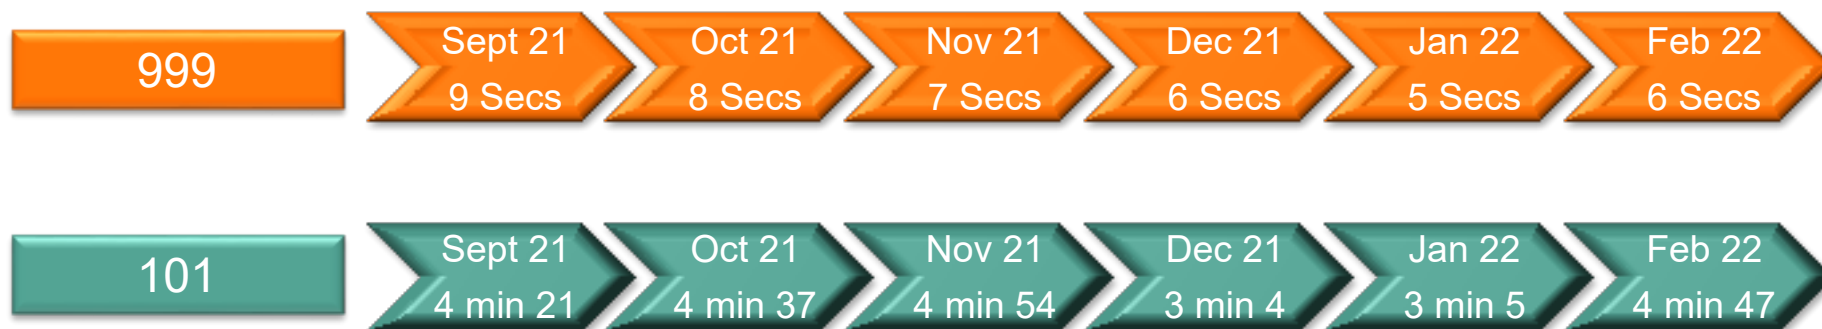 999
Sept 21
9 Secs
Oct 21
8 Secs
Nov 21
7 Secs
Dec 21
6 Secs
Jan 22
5 Secs
Feb 22
6 Secs
101
Sept 21
4 min 21
Oct 21
4 min 37
Nov 21
4 min 54
Dec 21
3 min 4
Jan 22
3 min 5
Feb 22
4 min 47